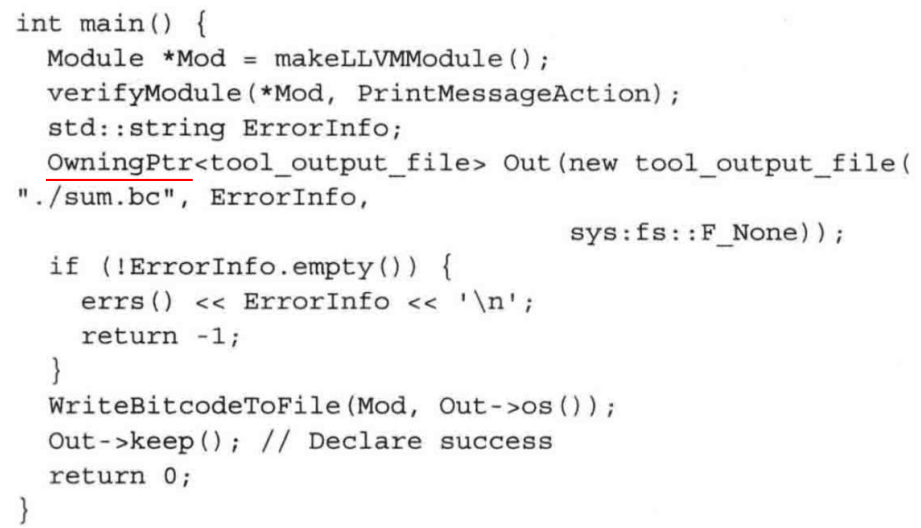 int main() {
Module *Mod = makeLLVMModule();
verifyModule(*Mod, PrintMessageAction);
std::string ErrorInfo;
OwningPtr<tool_output_file> Out(new tool_output_file(
"./sum.bc", ErrorInfo,
sys:fs::F_None));
if (!ErrorInfo.empty()) {
errs() << ErrorInfo << '\n';
return -1;
}
WriteBitcodeToFile(Mod, Out->os());
Out->keep(); // Declare success
return 0;
}